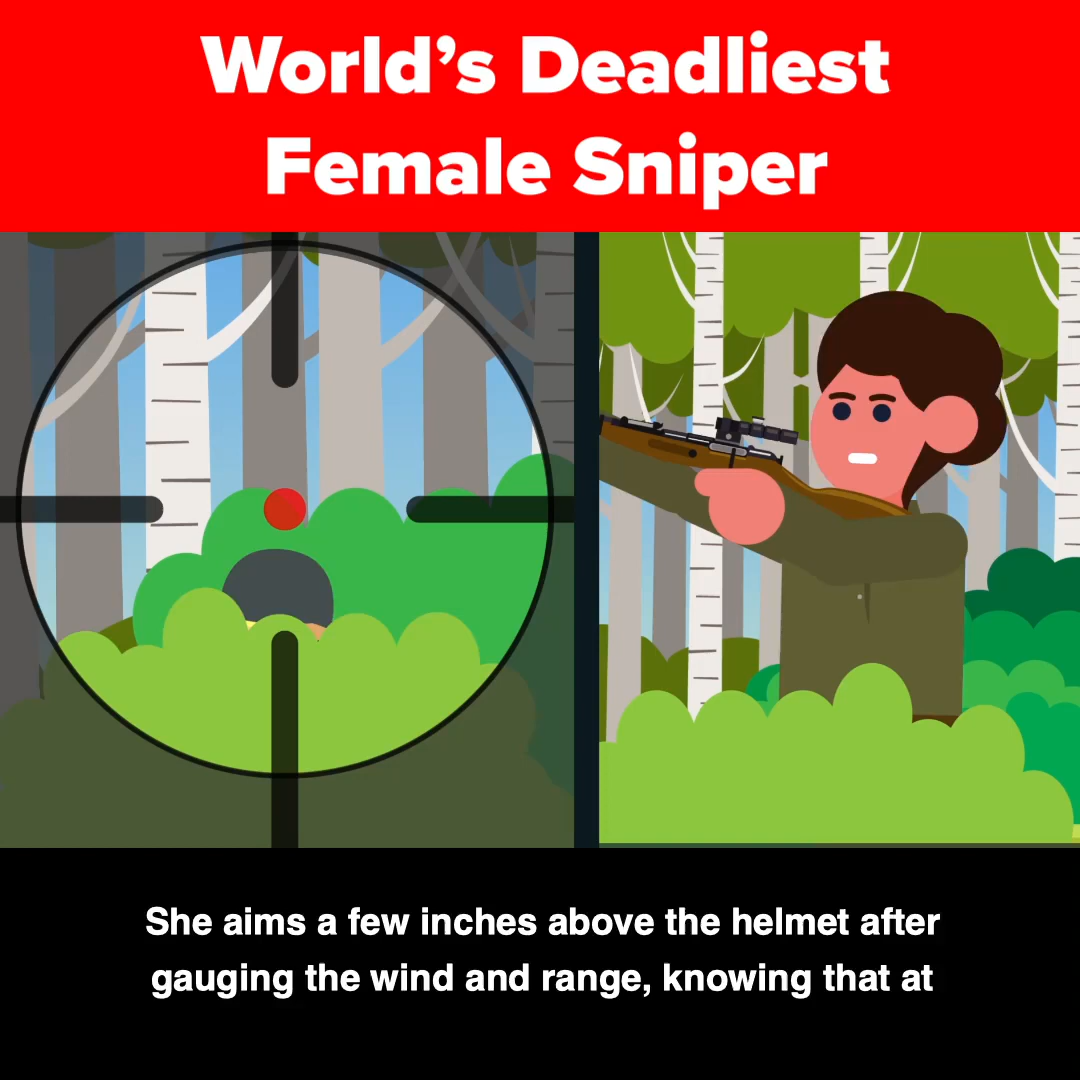 World’s Deadliest
Female Sniper
She aims a few inches above the helmet after
gauging the wind and range, knowing that at